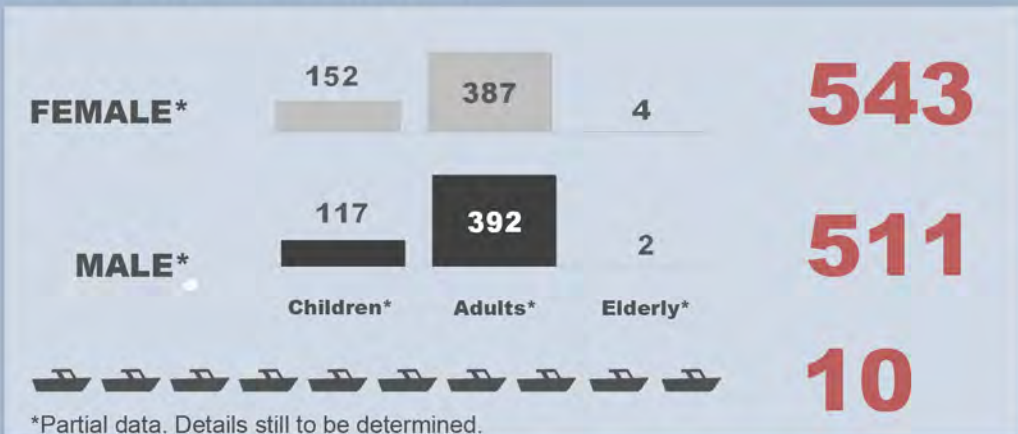 152 387 4 543
FEMALE*
117 392 2 511
MALE*
Children* Adults* Elderly*
10
*Partial data. Details still to be determined.